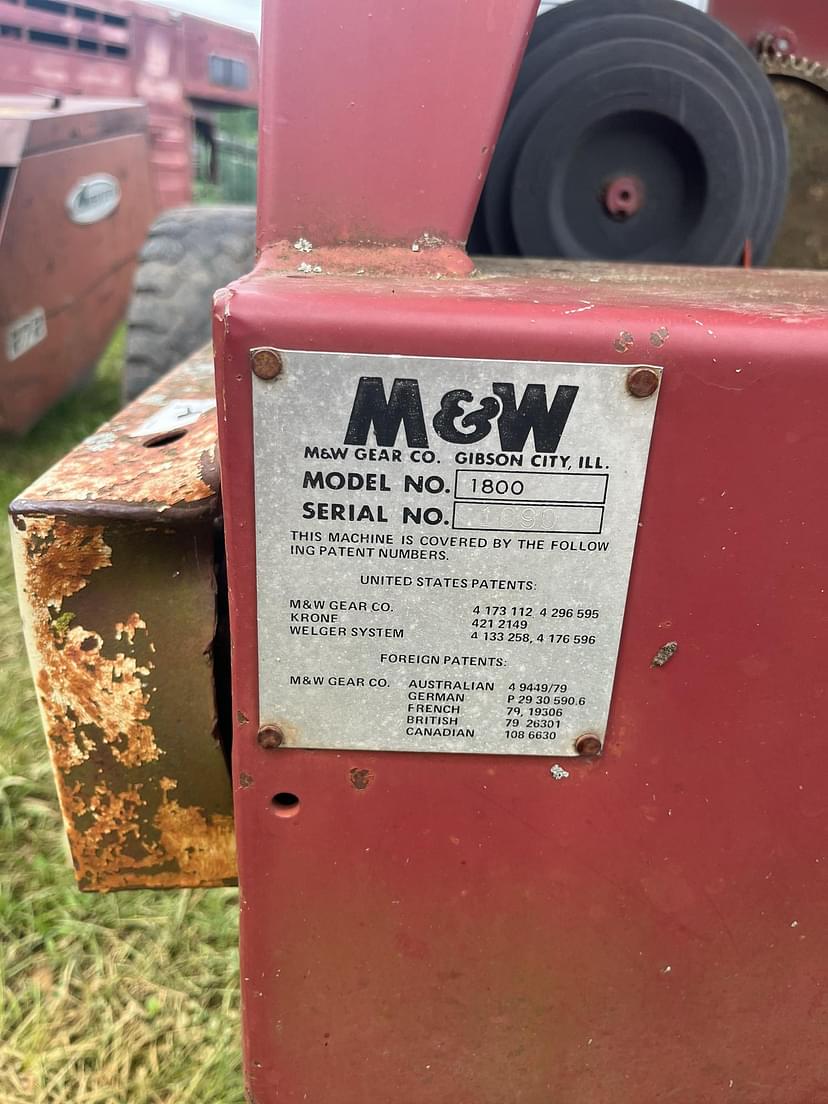 M&W
M&W GEAR CO. GIBSON CITY, ILL.
MODEL NO. 1800
SERIAL NO.
THIS MACHINE IS COVERED BY THE FOLLOW
ING PATENT NUMBERS.
UNITED STATES PATENTS:
M&W GEAR CO. 4 173 112, 4 296 595
KRONE 421 2149
WELGER SYSTEM 4 133 258, 4 176 596
FOREIGN PATENTS:
M&W GEAR CO. AUSTRALIAN 4 9449/79
GERMAN P 29 30 590.6
FRENCH 79, 19306
BRITISH 79 26301
CANADIAN 108 6630